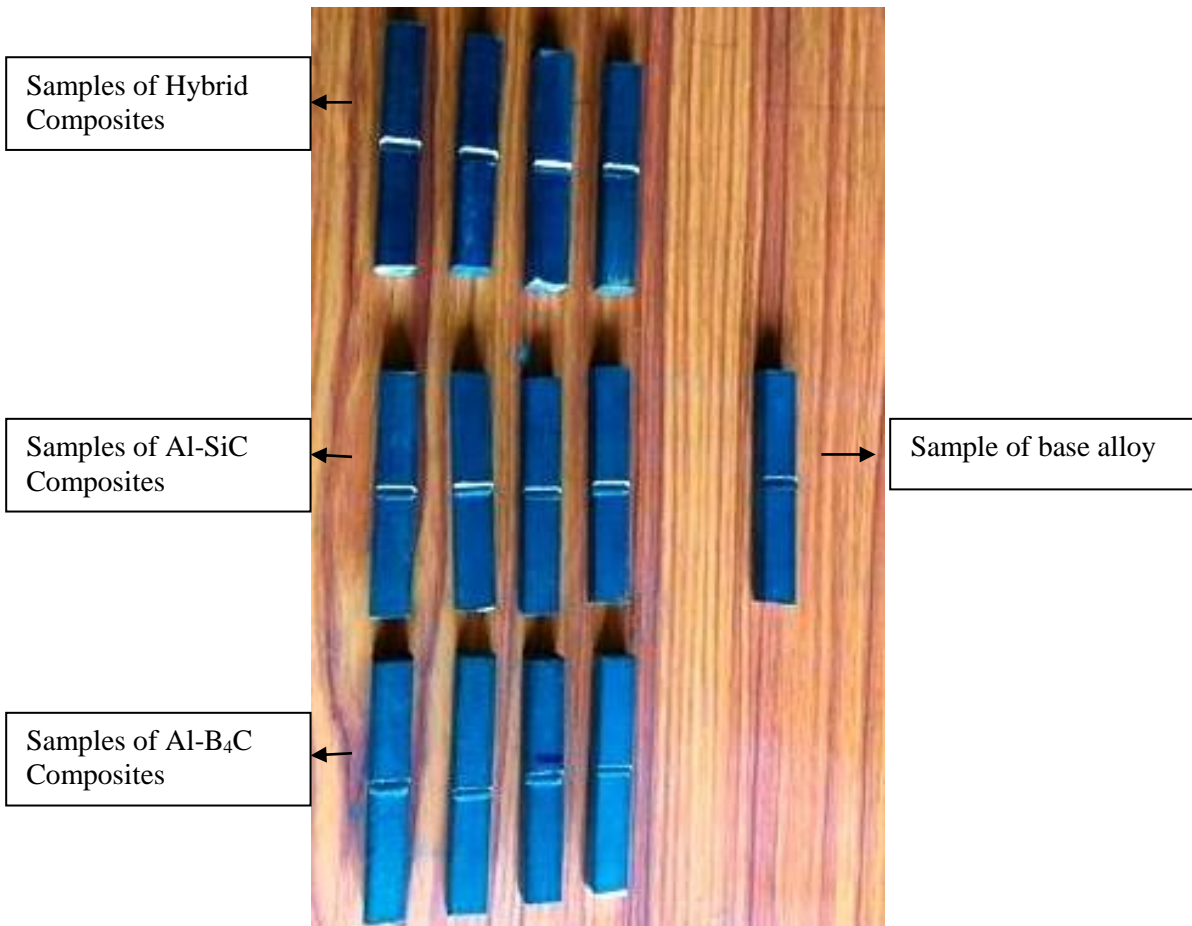 Samples of Hybrid
Composites
Samples of Al-SiC
Composites
Sample of base alloy
Samples of Al-B₄C
Composites